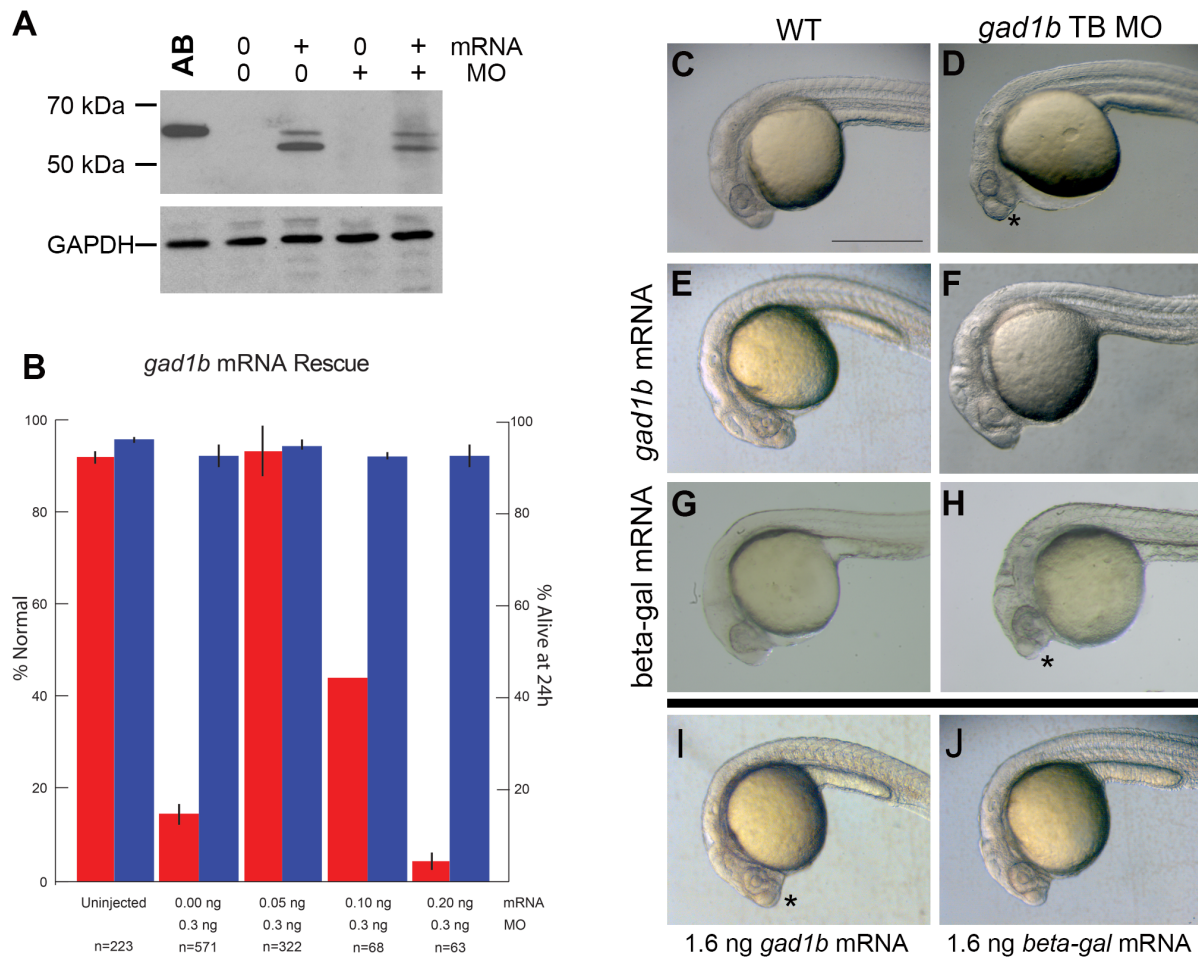 A
AB
0 + 0 + mRNA
0 0 + + MO
70 kDa
50 kDa
GAPDH
B
gad1b mRNA Rescue
100
80
60
40
20
0
% Normal
100
80
60
40
20
% Alive at 24h
Uninjected 0.00 ng 0.05 ng 0.10 ng 0.20 ng mRNA
0.3 ng 0.3 ng 0.3 ng 0.3 ng MO
n=223 n=571 n=322 n=68 n=63
WT gad1b TB MO
C D
*
gad1b mRNA
E F
beta-gal mRNA
G H
*
I J
*
1.6 ng gad1b mRNA 1.6 ng beta-gal mRNA